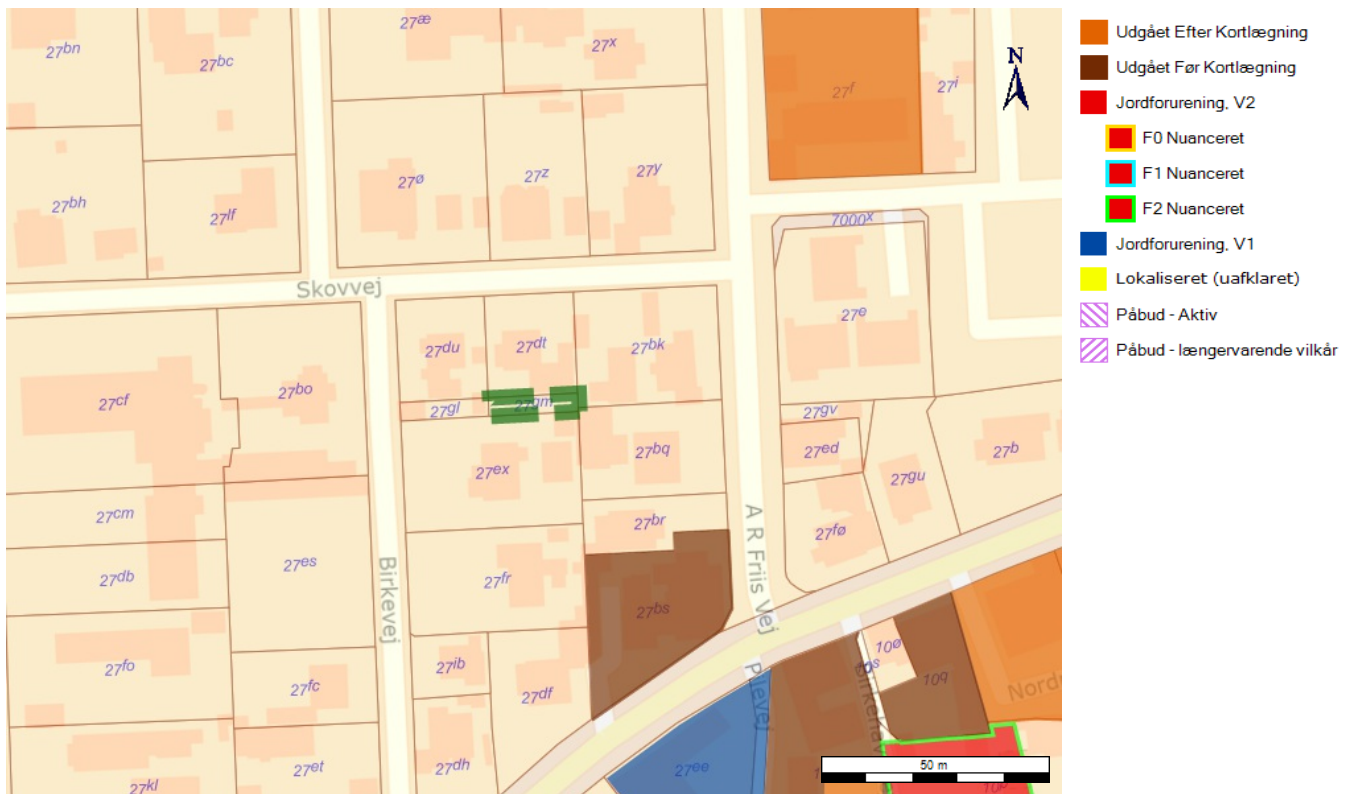 27bn
27bc
27æ
27x
27f
27i
27bh
27lf
27ø
27z
27y
7000x
Skovvej
27e
27cf
27bo
27du
27dt
27bk
27gl
27gm
27gv
27ed
27b
27ex
27bq
27gu
27cm
27br
27fø
A R Friis Vej
27db
27es
Birkevej
27fr
27bs
27fo
27fc
27ib
27df
10ø
10q
Pilevej
27dh
27et
27ee
27kl
N
50 m
Udgået Efter Kortlægning
Udgået Før Kortlægning
Jordforurening, V2
F0 Nuanceret
F1 Nuanceret
F2 Nuanceret
Jordforurening, V1
Lokaliseret (uafklaret)
Påbud - Aktiv
Påbud - længervarende vilkår